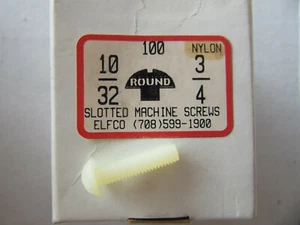 100 NYLON
10 3
ROUND
32 4
SLOTTED MACHINE SCREWS
ELFCO (708)599-1900